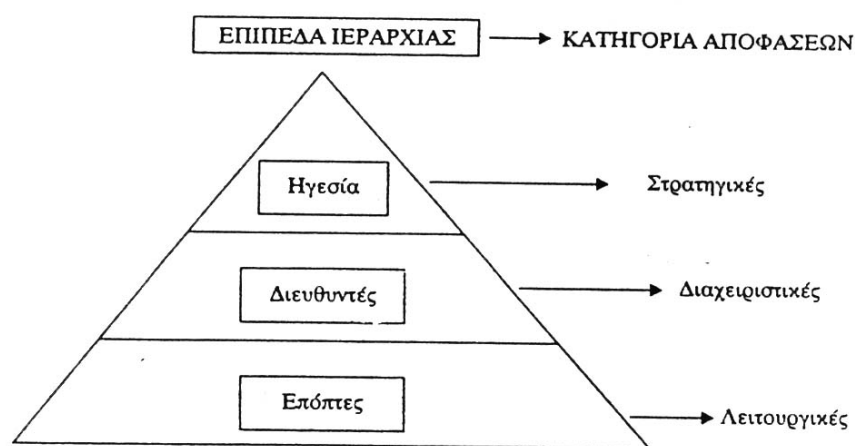 ΕΠΙΠΕΔΑ ΙΕΡΑΡΧΙΑΣ ΚΑΤΗΓΟΡΙΑ ΑΠΟΦΑΣΕΩΝ
Ηγεσία Στρατηγικές
Διευθυντές Διαχειριστικές
Επόπτες Λειτουργικές